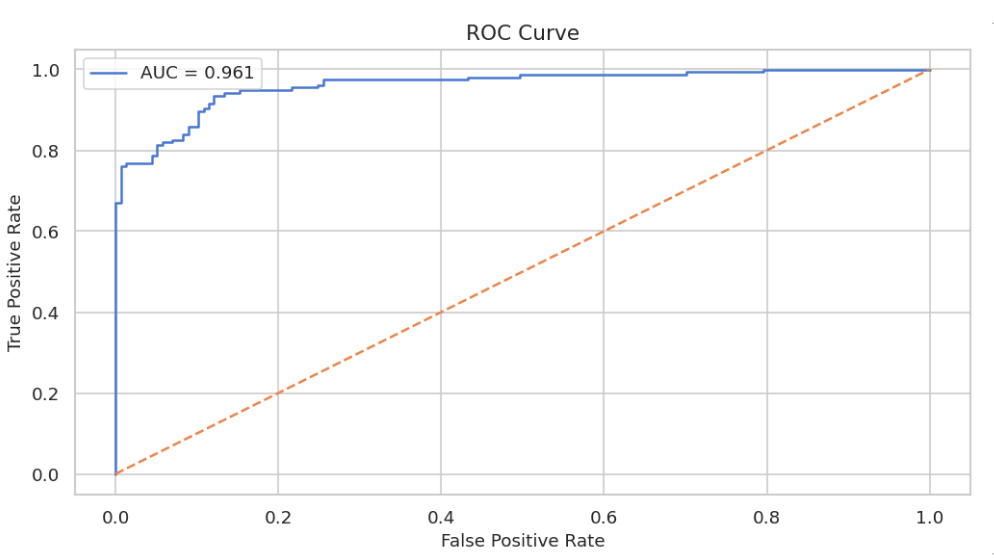 ROC Curve
AUC = 0.961
True Positive Rate
1.0
0.8
0.6
0.4
0.2
0.0
0.0 0.2 0.4 0.6 0.8 1.0
False Positive Rate